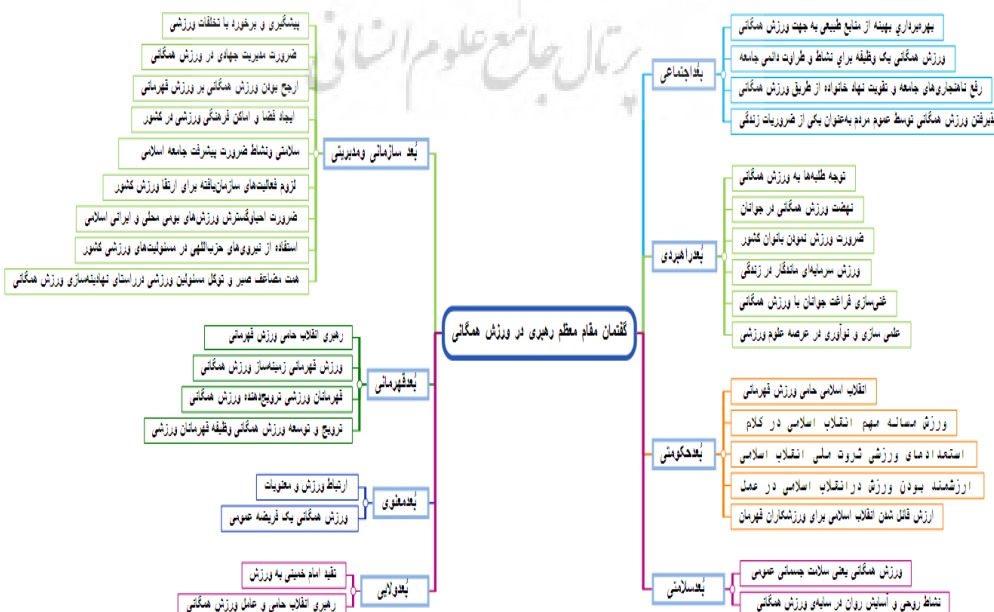 پرتال جامع علوم انسانی
گفتمان مقام معظم رهبری در ورزش همگانی
بُعداجتماعی
بهره‌برداری بهینه از منابع طبیعی به جهت ورزش همگانی
ورزش همگانی یک وظیفه برای نشاط و طراوت دائمی جامعه
رفع ناهنجاری‌های جامعه و تقویت نهاد خانواده از طریق ورزش همگانی
پذیرفتن ورزش همگانی توسط عموم مردم به‌عنوان یکی از ضروریات زندگی
بُعدراهبردی
توجه طلبه‌ها به ورزش همگانی
نهضت ورزش همگانی در جوانان
ضرورت ورزش نمودن بانوان کشور
ورزش سرمایه‌ای ماندگار در زندگی
غنی‌سازی فراغت جوانان با ورزش همگانی
علمی سازی و نوآوری در عرصه علوم ورزشی
بُعدحکومتی
انقلاب اسلامی حامی ورزش قهرمانی
ورزش مساله مهم انقلاب اسلامی در کلام
استعدادهای ورزشی ثروت ملی انقلاب اسلامی
ارزشمند بودن ورزش درانقلاب اسلامی در عمل
ارزش قائل شدن انقلاب اسلامی برای ورزشکاران قهرمان
بُعدسلامتی
ورزش همگانی یعنی سلامت جسمانی عمومی
نشاط روحی و آسایش روان در سایه‌ی ورزش همگانی
بُعد سازمانی ومدیریتی
پیشگیری و برخورد با تخلفات ورزشی
ضرورت مدیریت جهادی در ورزش همگانی
ارجح بودن ورزش همگانی بر ورزش قهرمانی
ایجاد فضا و اماکن فرهنگی ورزشی در کشور
سلامتی ونشاط ضرورت پیشرفت جامعه اسلامی
لزوم فعالیت‌های سازمان‌یافته برای ارتقا ورزش کشور
ضرورت احیاوگسترش ورزش‌های بومی محلی و ایرانی اسلامی
استفاده از نیروی‌های حزب‌اللهی در مسئولیت‌های ورزشی کشور
همت مضاعف صبر و توکل مسئولین ورزشی درراستای نهادینه‌سازی ورزش همگانی
بُعدقهرمانی
رهبری انقلاب حامی ورزش قهرمانی
ورزش قهرمانی زمینه‌ساز ورزش همگانی
قهرمانان ورزشی ترویج‌دهنده ورزش همگانی
ترویج و توسعه ورزش همگانی وظیفه قهرمانان ورزشی
بُعدمعنوی
ارتباط ورزش و معنویات
ورزش همگانی یک فریضه عمومی
بُعدولایی
تقید امام خمینی به ورزش
رهبری انقلاب حامی و عامل ورزش همگانی